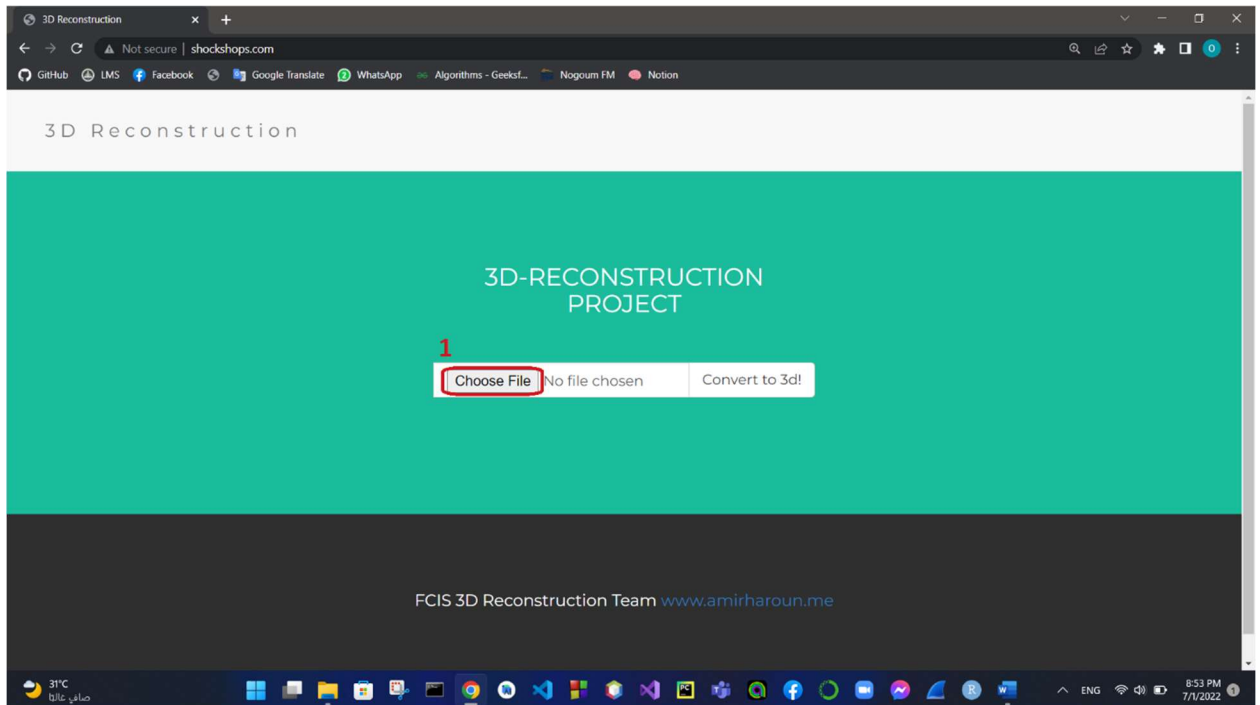 3D Reconstruction
Not secure | shockshops.com
GitHub LMS Facebook Google Translate WhatsApp Algorithms - Geeksf... Nogoum FM Notion
3D Reconstruction
3D-RECONSTRUCTION
PROJECT
1
Choose File No file chosen Convert to 3d!
FCIS 3D Reconstruction Team www.amirharoun.me
31°C
صافي غالبا
ENG
8:53 PM
7/1/2022